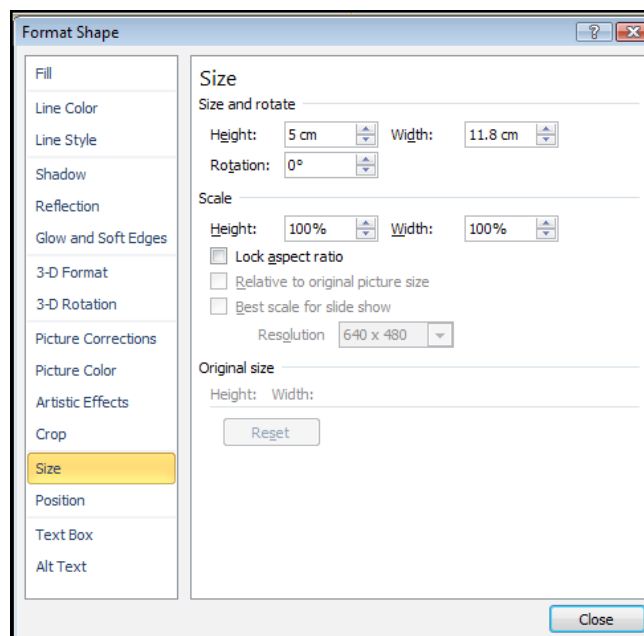 Format Shape
Fill
Line Color
Line Style
Shadow
Reflection
Glow and Soft Edges
3-D Format
3-D Rotation
Picture Corrections
Picture Color
Artistic Effects
Crop
Size
Position
Text Box
Alt Text
Size
Size and rotate
Height: 5 cm Width: 11.8 cm
Rotation: 0°
Scale
Height: 100% Width: 100%
Lock aspect ratio
Relative to original picture size
Best scale for slide show
Resolution 640 x 480
Original size
Height: Width:
Reset
Close